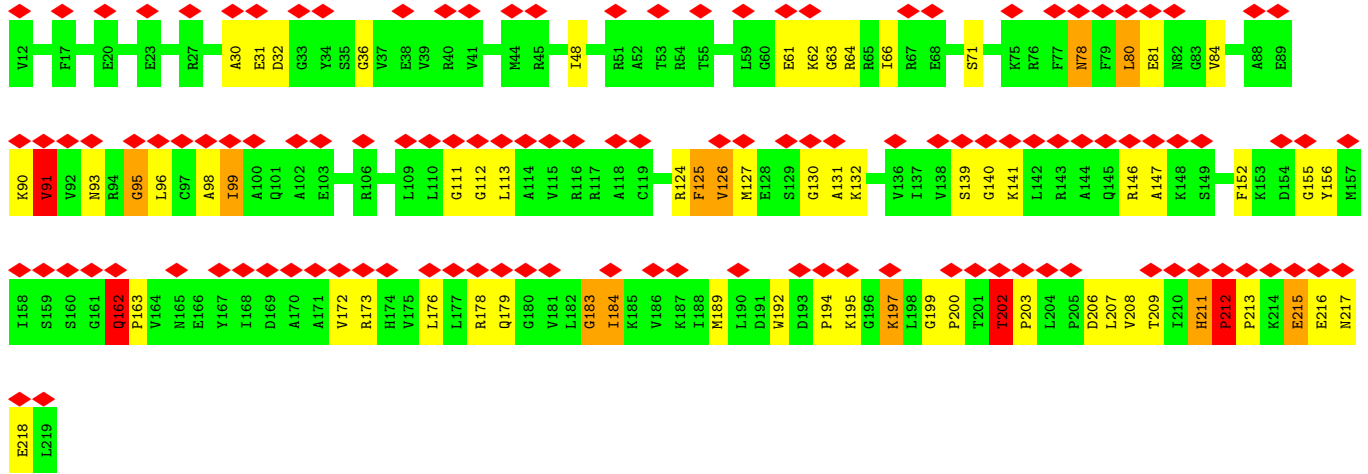 V12 F17 E20 E23 R27 A30 E31 D32 G33 Y34 S35 G36 V37 E38 V39 R40 V41 M44 R45 I48 R51 A52 T53 R54 T55 L59 G60 E61 K62 G63 R64 R65 I66 R67 E68 S71 K75 R76 F77 N78 F79 L80 E81 N82 G83 V84 A88 E89
K90 V91 V92 N93 R94 G95 L96 C97 A98 I99 A100 Q101 A102 E103 R106 L109 L110 G111 G112 L113 A114 V115 R116 R117 A118 C119 R124 F125 V126 M127 E128 S129 G130 A131 K132 V136 I137 V138 S139 G140 K141 L142 R143 A144 Q145 R146 A147 K148 S149 F152 K153 D154 G155 Y156 M157
I158 S159 S160 G161 Q162 P163 V164 N165 E166 Y167 I168 D169 A170 A171 V172 R173 H174 V175 L176 L177 R178 Q179 G180 V181 L182 G183 I184 K185 V186 K187 I188 M189 L190 D191 W192 D193 P194 K195 G196 K197 L198 G199 P200 T201 T202 P203 L204 P205 D206 L207 V208 T209 I210 H211 P212 P213 K214 E215 E216 N217
E218 L219